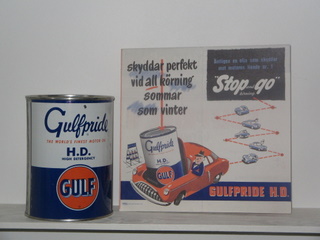 Gulfpride
THE WORLD'S FINEST MOTOR OIL
H.D.
HIGH DETERGENCY
GULF
skyddar perfekt
vid all körning
sommar
som vinter
"Stop-go"
Gulfpride
H.D.
GULF
GULFPRIDE H.D.